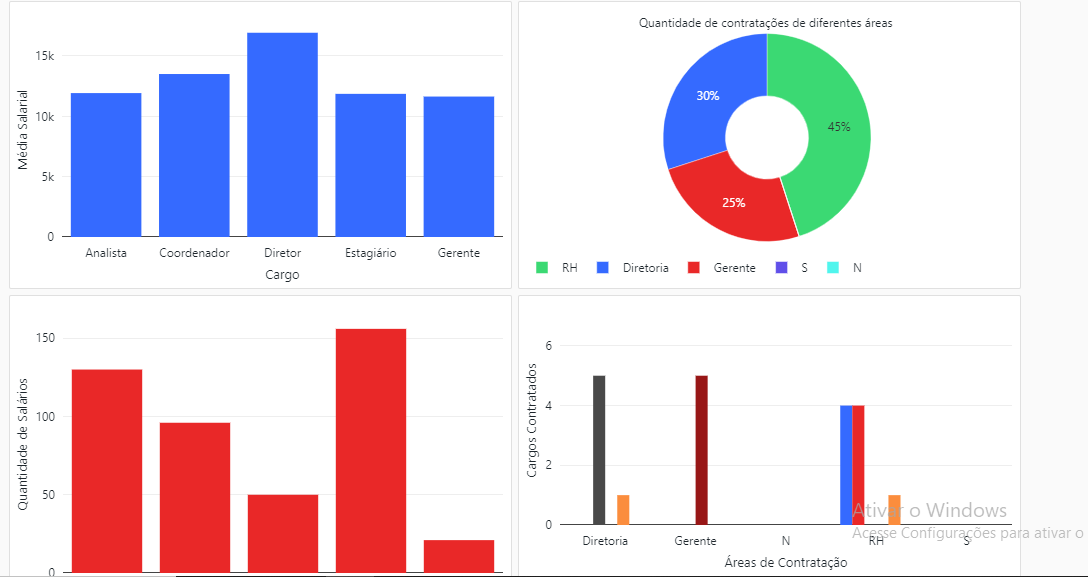 15k
10k
5k
0
Média Salarial
Analista Coordenador Diretor Estagiário Gerente
Cargo
Quantidade de contratações de diferentes áreas
30%
45%
25%
RH Diretoria Gerente S N
150
100
50
0
Quantidade de Salários
6
4
2
0
Cargos Contratados
Diretoria Gerente N RH S
Áreas de Contratação
Ativar o Windows
Acesse Configurações para ativar o